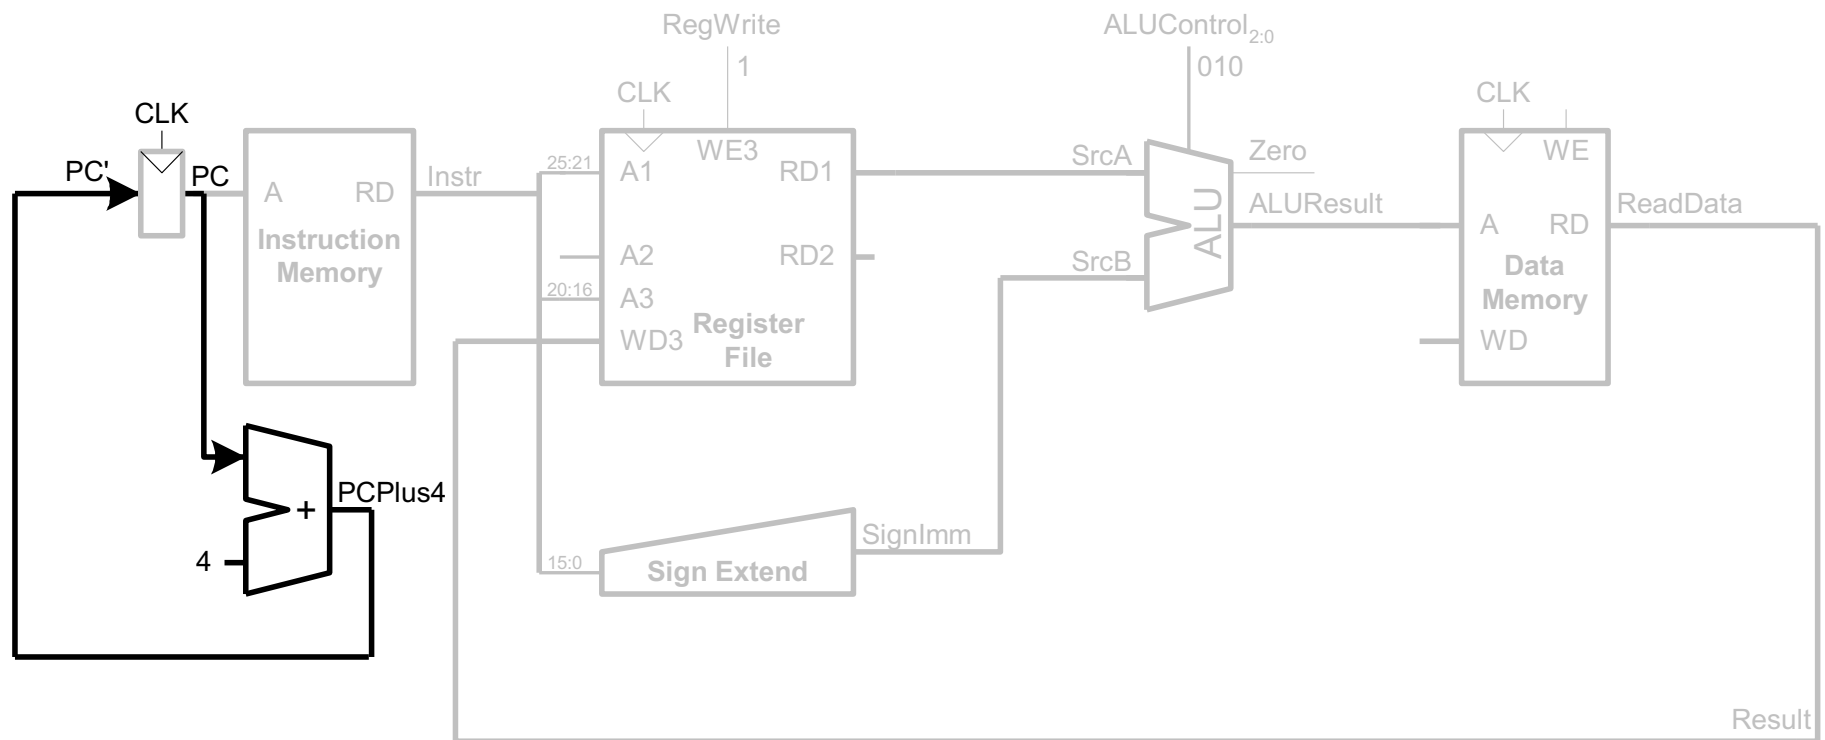 RegWrite
ALUControl2:0
1
010
CLK
CLK
CLK
PC'
PC
A
RD
Instruction
Memory
Instr
25:21
20:16
15:0
A1
WE3
RD1
A2
RD2
A3
WD3
Register
File
SrcA
SrcB
ALU
Zero
ALUResult
WE
A
RD
Data
Memory
WD
ReadData
+
PCPlus4
4
SignImm
Sign Extend
Result